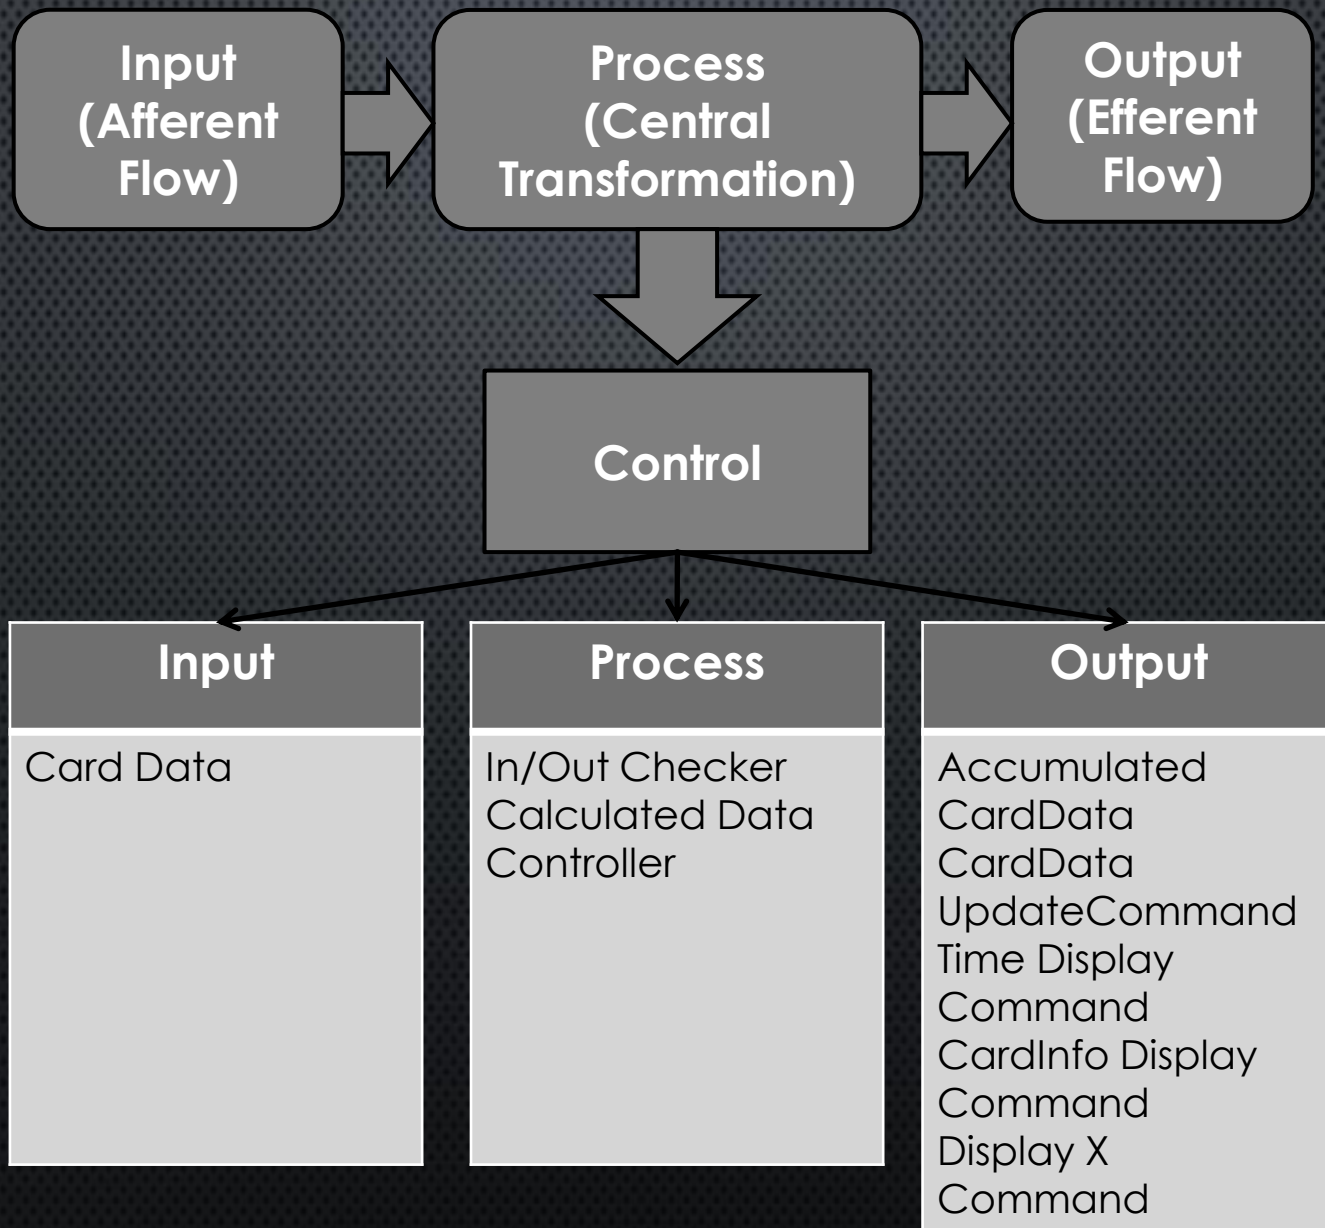 Input
(Afferent
Flow)
Process
(Central
Transformation)
Output
(Efferent
Flow)
Control
Input
Card Data
Process
In/Out Checker
Calculated Data
Controller
Output
Accumulated
CardData
CardData
UpdateCommand
Time Display
Command
CardInfo Display
Command
Display X
Command